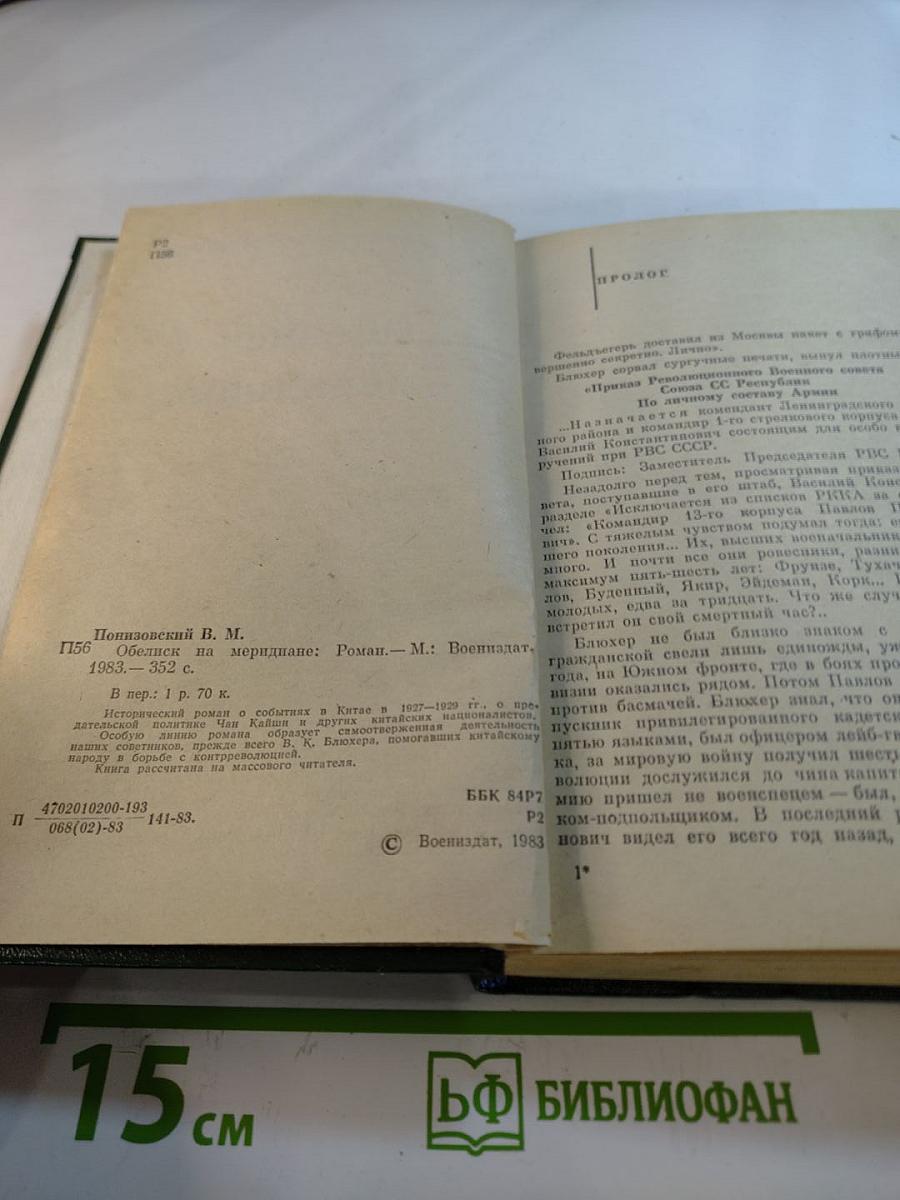 Р2
П56
Понизовский В. М.
П56 Обелиск на меридиане: Роман.— М.: Воениздат,
1983.— 352 с.
В пер.: 1 р. 70 к.
Исторический роман о событиях в Китае в 1927—1929 гг., о пре-
дательской политике Чан Кайши и других китайских националистов.
Особую линию романа образует самоотверженная деятельность
наших советников, прежде всего В. К. Блюхера, помогавших китайскому
народу в борьбе с контрреволюцией.
Книга рассчитана на массового читателя.
П 4702010200-193
068(02)-83 141-83.
ББК 84Р7
Р2
© Воениздат, 1983
ПРОЛОГ
Фельдъегерь доставил из Москвы пакет с грифом
вершенно секретно. Лично».
Блюхер сорвал сургучные печати, вынул плотны
«Приказ Революционного Военного совета
Союза СС Республик
По личному составу Армии
...Назначается комендант Ленинградского
ного района и командир 1-го стрелкового корпуса
Василий Константинович состоящим для особо
ручений при РВС СССР.
Подпись: Заместитель Председателя РВС
Незадолго перед тем, просматривая приказ
вета, поступавшие в его штаб, Василий Конс
разделе «Исключается из списков РККА за
чел: «Командир 13-го корпуса Павлов П
вич». С тяжелым чувством подумал тогда: е
шего поколения... Их, высших военачальник
много. И почти все они ровесники, разни
максимум пять-шесть лет: Фрунзе, Тухач
лов, Буденный, Якир, Эйдеман, Корк...
молодых, едва за тридцать. Что же случ
встретил он свой смертный час?..
Блюхер не был близко знаком с
гражданской свели лишь единожды, уж
года, на Южном фронте, где в боях про
визии оказались рядом. Потом Павлов
против басмачей. Блюхер знал, что он
пускник привилегированного кадетск
пятью языками, был офицером лейб-гв
ка, за мировую войну получил шесть
волюции дослужился до чина капит
мию пришел не военспецем — был,
ком-подпольщиком. В последний р
нович видел его всего год назад,
1*
15 см
БФ БИБЛИОФАН